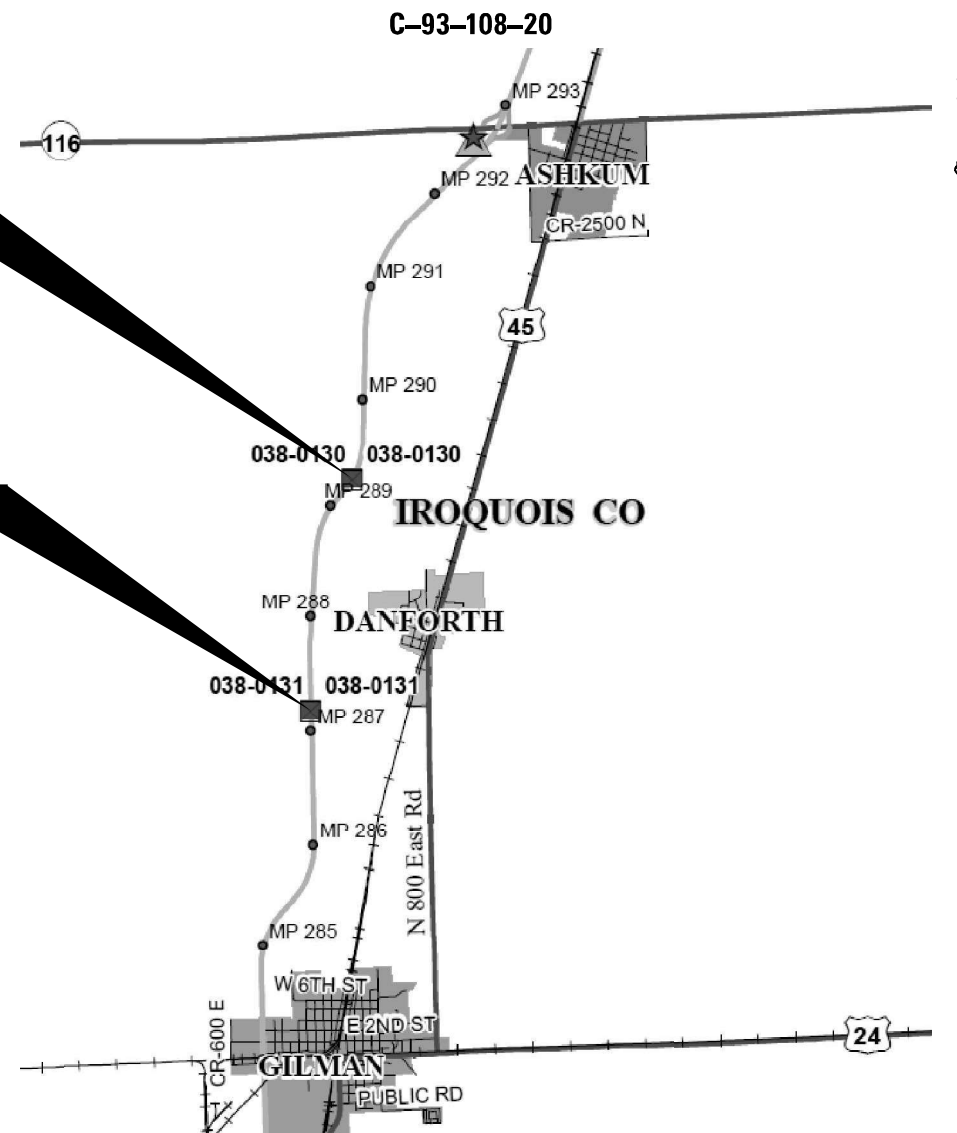 C–93–108–20
MP 293
116
MP 292
ASHKUM
CR-2500 N
MP 291
45
MP 290
038-0130 038-0130
MP 289
IROQUOIS CO
MP 288
DANFORTH
038-0131 038-0131
MP 287
N 800 East Rd
MP 286
MP 285
W 6TH ST
CR-600 E
E 2ND ST
24
GILMAN
PUBLIC RD